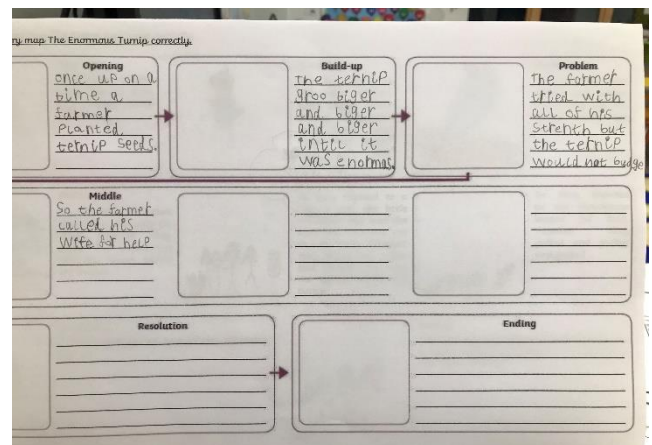 ry map The Enormous Turnip correctly.
Opening
once up on a
time a
farmer
Planted
ternip seeds.
Build-up
The ternip
groo biger
and biger
and biger
intil it
was enormas.
Problem
The farmer
tried with
all of his
strenth but
the ternip
would not budge
Middle
So the farmer
called his
wife for help
Resolution
Ending